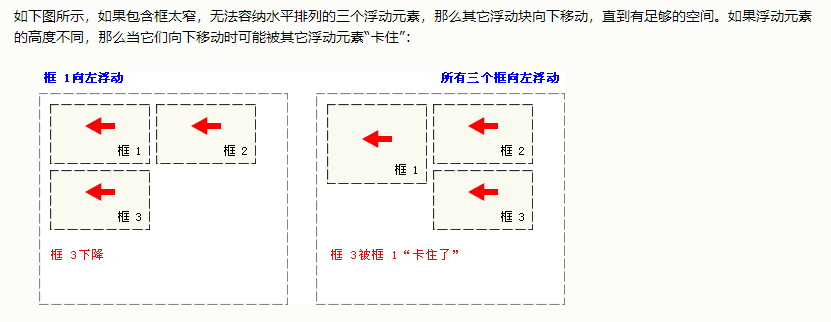 如下图所示，如果包含框太窄，无法容纳水平排列的三个浮动元素，那么其它浮动块向下移动，直到有足够的空间。如果浮动元素
的高度不同，那么当它们向下移动时可能被其它浮动元素“卡住”：
框 1向左浮动
所有三个框向左浮动
框 1
框 2
框 3
框 3下降
框 1
框 2
框 3
框 3被框 1“卡住了”